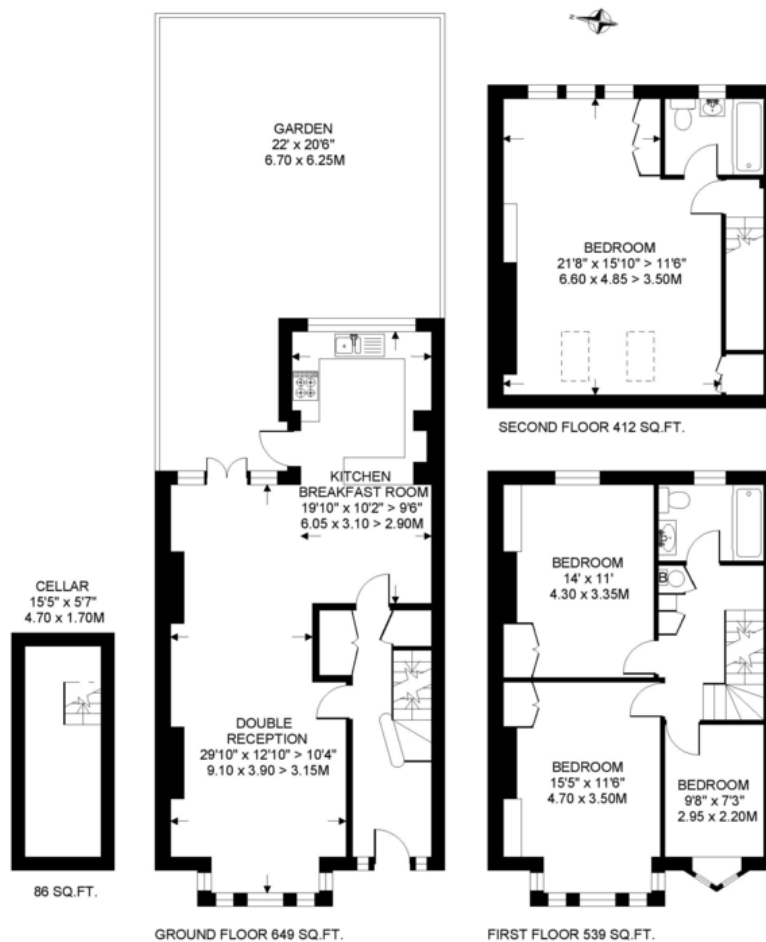 N
GARDEN
22' x 20'6"
6.70 x 6.25M
KITCHEN
BREAKFAST ROOM
19'10" x 10'2" > 9'6"
6.05 x 3.10 > 2.90M
DOUBLE
RECEPTION
29'10" x 12'10" > 10'4"
9.10 x 3.90 > 3.15M
GROUND FLOOR 649 SQ.FT.
CELLAR
15'5" x 5'7"
4.70 x 1.70M
86 SQ.FT.
BEDROOM
21'8" x 15'10" > 11'6"
6.60 x 4.85 > 3.50M
SECOND FLOOR 412 SQ.FT.
BEDROOM
14' x 11'
4.30 x 3.35M
B
BEDROOM
15'5" x 11'6"
4.70 x 3.50M
BEDROOM
9'8" x 7'3"
2.95 x 2.20M
FIRST FLOOR 539 SQ.FT.